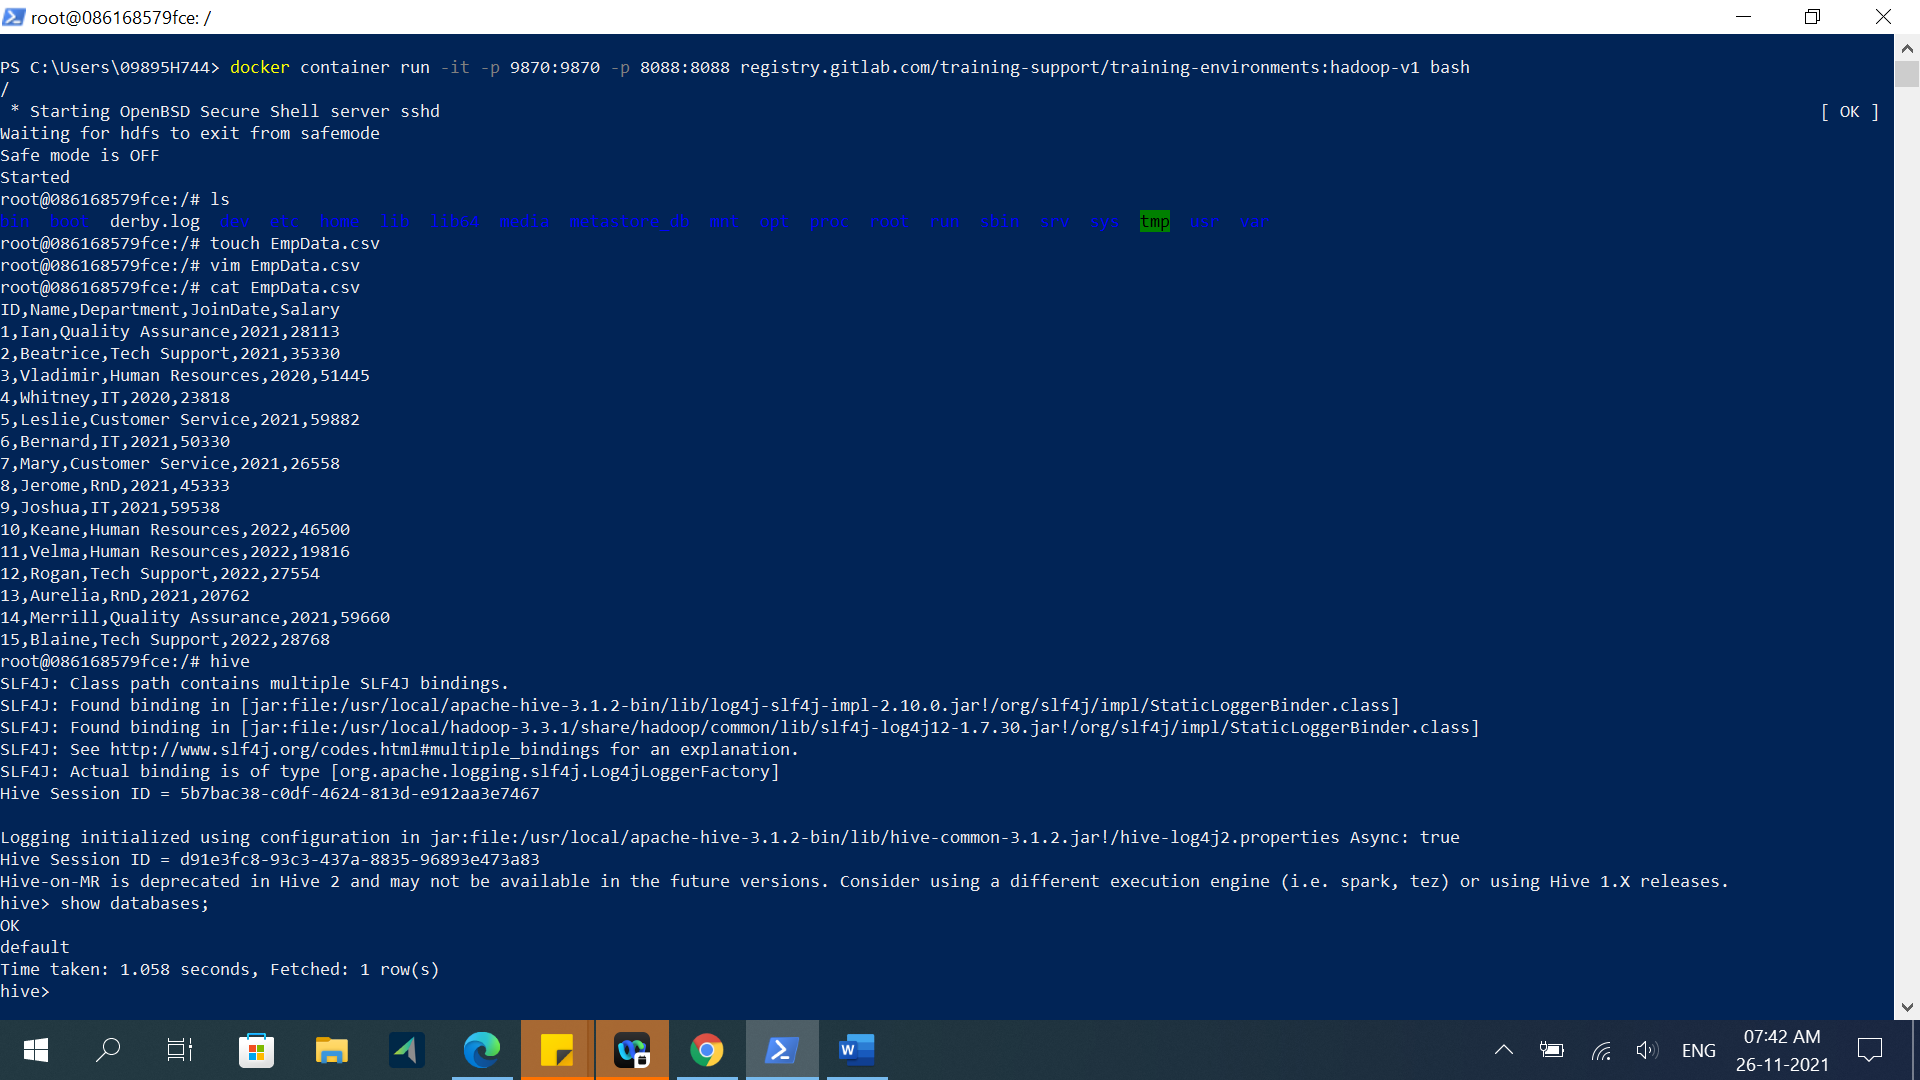 root@086168579fce: /
PS C:\Users\09895H744> docker container run -it -p 9870:9870 -p 8088:8088 registry.gitlab.com/training-support/training-environments:hadoop-v1 bash
/
 * Starting OpenBSD Secure Shell server sshd [ OK ]
Waiting for hdfs to exit from safemode
Safe mode is OFF
Started
root@086168579fce:/# ls
bin  boot  derby.log  dev  etc  home  lib  lib64  media  metastore_db  mnt  opt  proc  root  run  sbin  srv  sys  tmp  usr  var
root@086168579fce:/# touch EmpData.csv
root@086168579fce:/# vim EmpData.csv
root@086168579fce:/# cat EmpData.csv
ID,Name,Department,JoinDate,Salary
1,Ian,Quality Assurance,2021,28113
2,Beatrice,Tech Support,2021,35330
3,Vladimir,Human Resources,2020,51445
4,Whitney,IT,2020,23818
5,Leslie,Customer Service,2021,59882
6,Bernard,IT,2021,50330
7,Mary,Customer Service,2021,26558
8,Jerome,RnD,2021,45333
9,Joshua,IT,2021,59538
10,Keane,Human Resources,2022,46500
11,Velma,Human Resources,2022,19816
12,Rogan,Tech Support,2022,27554
13,Aurelia,RnD,2021,20762
14,Merrill,Quality Assurance,2021,59660
15,Blaine,Tech Support,2022,28768
root@086168579fce:/# hive
SLF4J: Class path contains multiple SLF4J bindings.
SLF4J: Found binding in [jar:file:/usr/local/apache-hive-3.1.2-bin/lib/log4j-slf4j-impl-2.10.0.jar!/org/slf4j/impl/StaticLoggerBinder.class]
SLF4J: Found binding in [jar:file:/usr/local/hadoop-3.3.1/share/hadoop/common/lib/slf4j-log4j12-1.7.30.jar!/org/slf4j/impl/StaticLoggerBinder.class]
SLF4J: See http://www.slf4j.org/codes.html#multiple_bindings for an explanation.
SLF4J: Actual binding is of type [org.apache.logging.slf4j.Log4jLoggerFactory]
Hive Session ID = 5b7bac38-c0df-4624-813d-e912aa3e7467
Logging initialized using configuration in jar:file:/usr/local/apache-hive-3.1.2-bin/lib/hive-common-3.1.2.jar!/hive-log4j2.properties Async: true
Hive Session ID = d91e3fc8-93c3-437a-8835-96893e473a83
Hive-on-MR is deprecated in Hive 2 and may not be available in the future versions. Consider using a different execution engine (i.e. spark, tez) or using Hive 1.X releases.
hive> show databases;
OK
default
Time taken: 1.058 seconds, Fetched: 1 row(s)
hive>
ENG
07:42 AM
26-11-2021